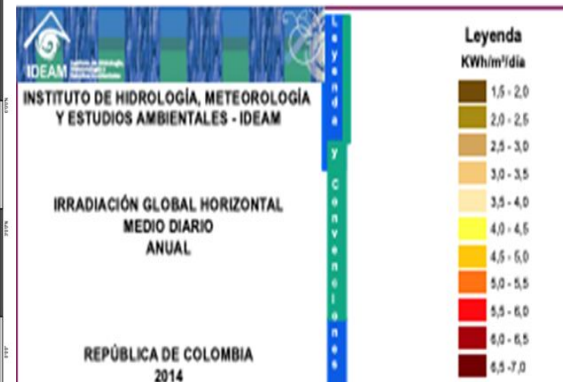 IDEAM
INSTITUTO DE HIDROLOGÍA, METEOROLOGÍA
Y ESTUDIOS AMBIENTALES - IDEAM
IRRADIACIÓN GLOBAL HORIZONTAL
MEDIO DIARIO
ANUAL
REPÚBLICA DE COLOMBIA
2014
Leyenda y Convenciones
Leyenda
KWh/m²/día
1,5 - 2,0
2,0 - 2,5
2,5 - 3,0
3,0 - 3,5
3,5 - 4,0
4,0 - 4,5
4,5 - 5,0
5,0 - 5,5
5,5 - 6,0
6,0 - 6,5
6,5 -7,0